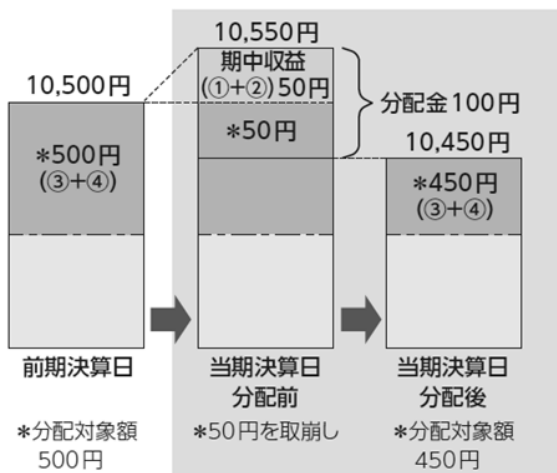 10,500円
*500円
(③+④)
前期決算日
*分配対象額
500円
10,550円
期中収益
(①+②)50円
*50円
分配金100円
当期決算日
分配前
*50円を取崩し
10,450円
*450円
(③+④)
当期決算日
分配後
*分配対象額
450円